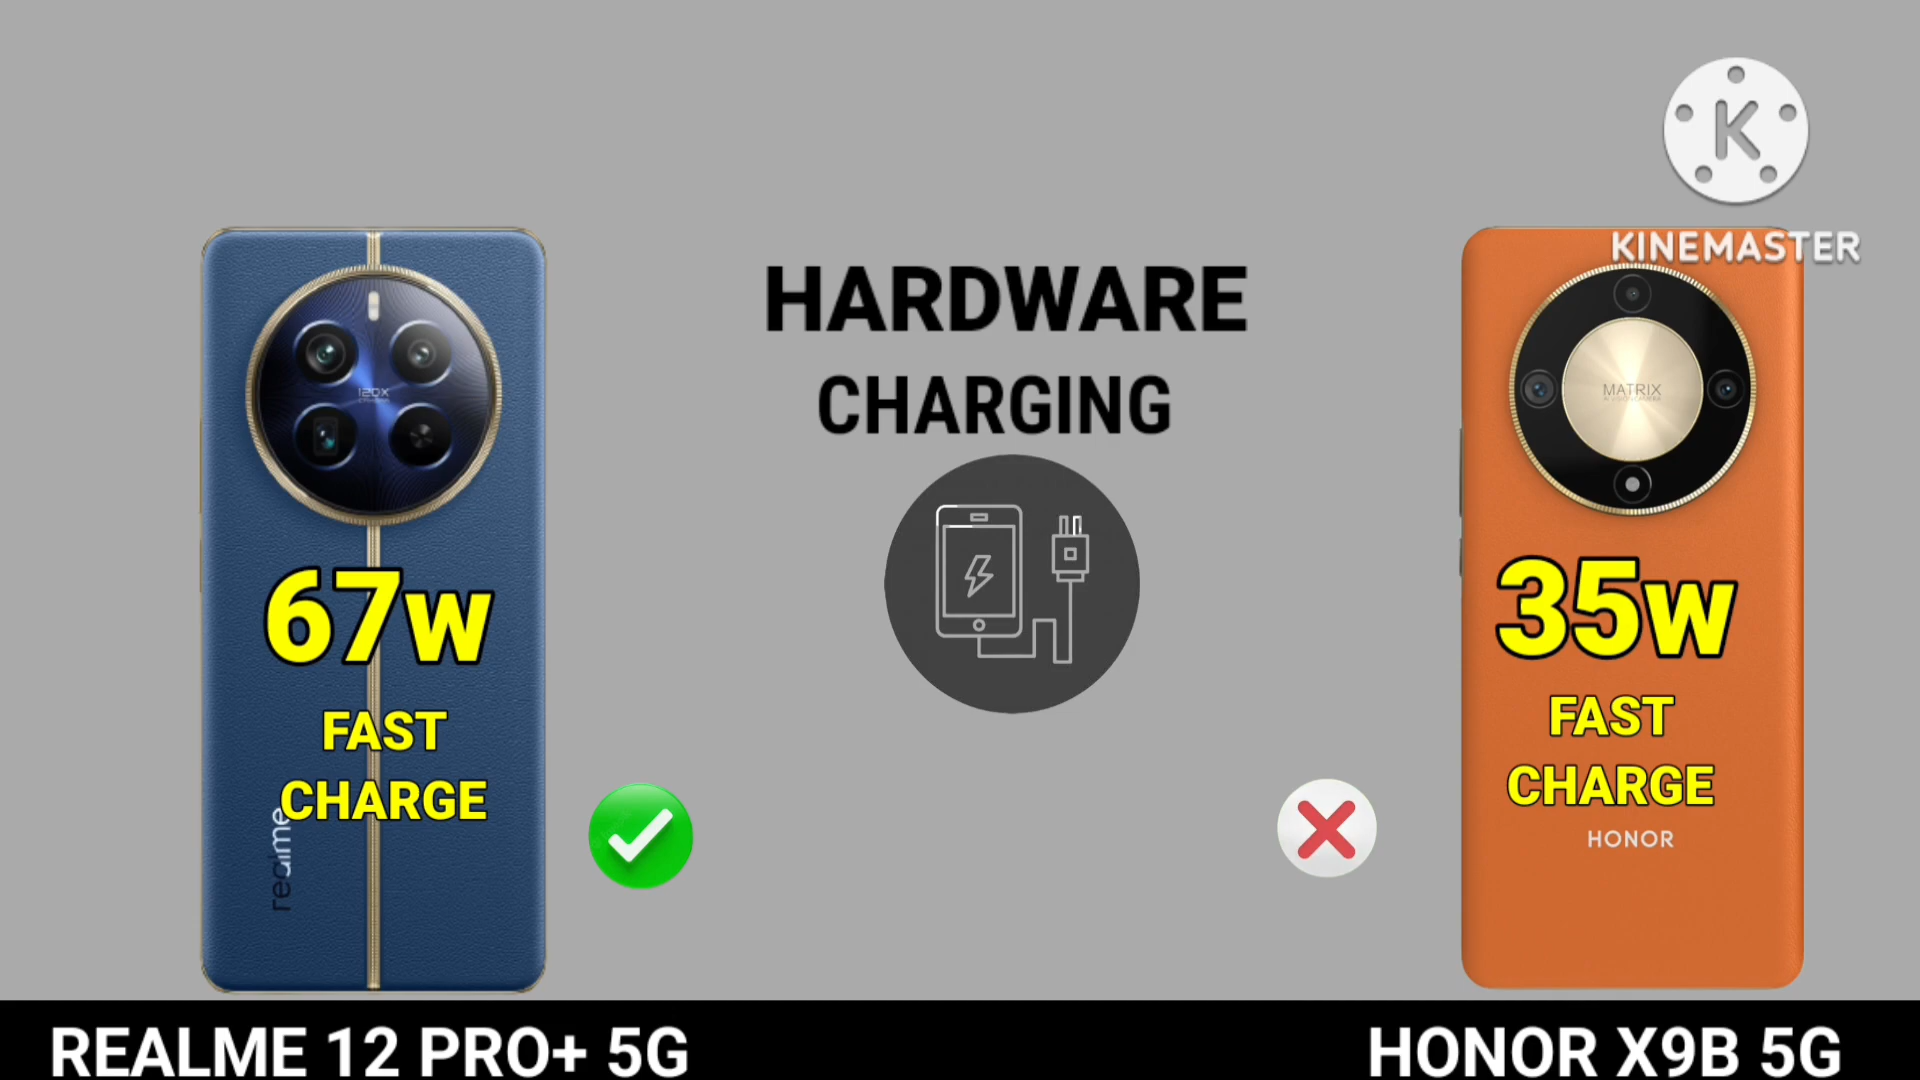 K
KINEMASTER
HARDWARE
CHARGING
120X
MATRIX
67W
FAST
CHARGE
realme
35W
FAST
CHARGE
HONOR
REALME 12 PRO+ 5G
HONOR X9B 5G